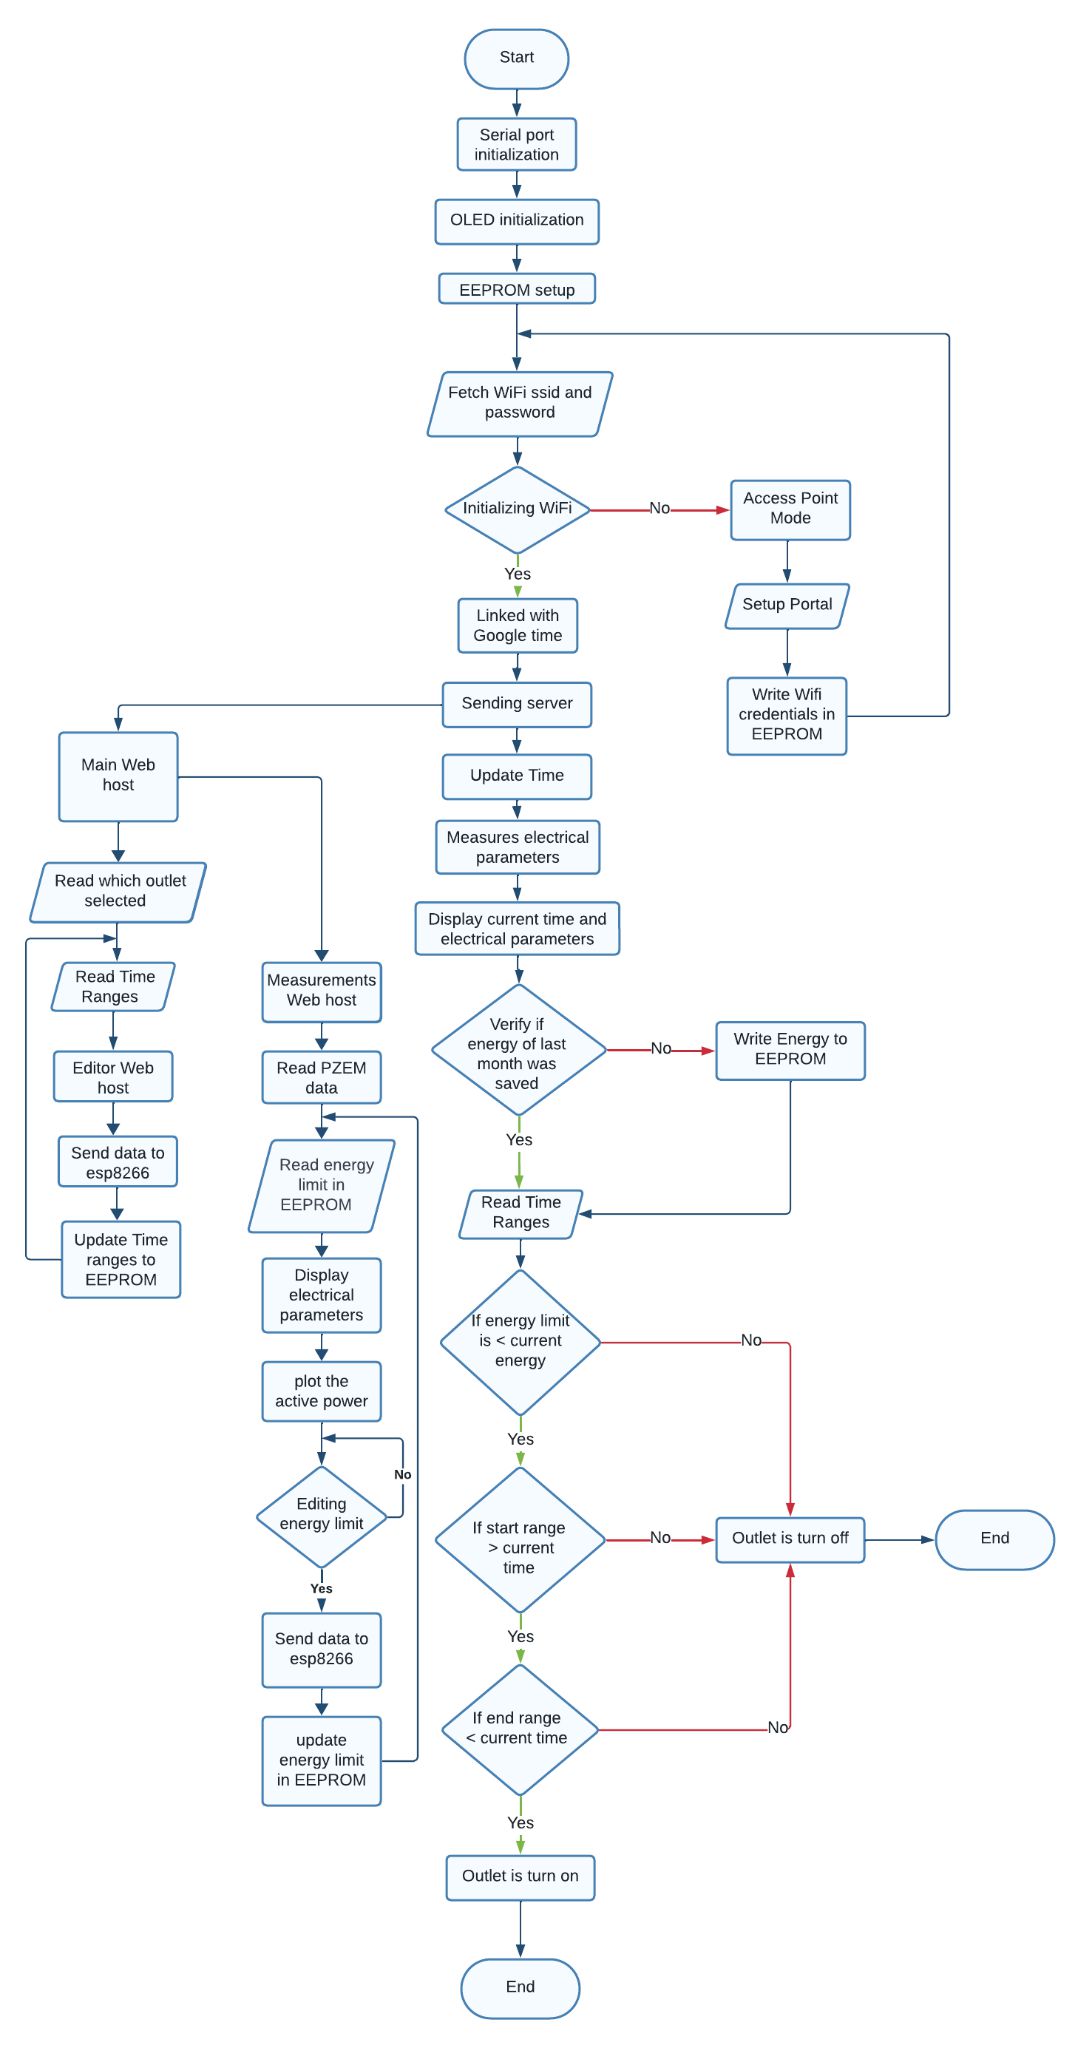 Start
Serial port
initialization
OLED initialization
EEPROM setup
Fetch WiFi ssid and
password
Initializing WiFi
No
Access Point
Mode
Setup Portal
Write Wifi
credentials in
EEPROM
Yes
Linked with
Google time
Sending server
Update Time
Measures electrical
parameters
Display current time and
electrical parameters
Verify if
energy of last
month was
saved
No
Write Energy to
EEPROM
Yes
Read Time
Ranges
If energy limit
is < current
energy
No
Yes
If start range
> current
time
No
Outlet is turn off
End
Yes
If end range
< current time
No
Yes
Outlet is turn on
End
Main Web
host
Read which outlet
selected
Read Time
Ranges
Editor Web
host
Send data to
esp8266
Update Time
ranges to
EEPROM
Measurements
Web host
Read PZEM
data
Read energy
limit in
EEPROM
Display
electrical
parameters
plot the
active power
Editing
energy limit
No
Yes
Send data to
esp8266
update
energy limit
in EEPROM